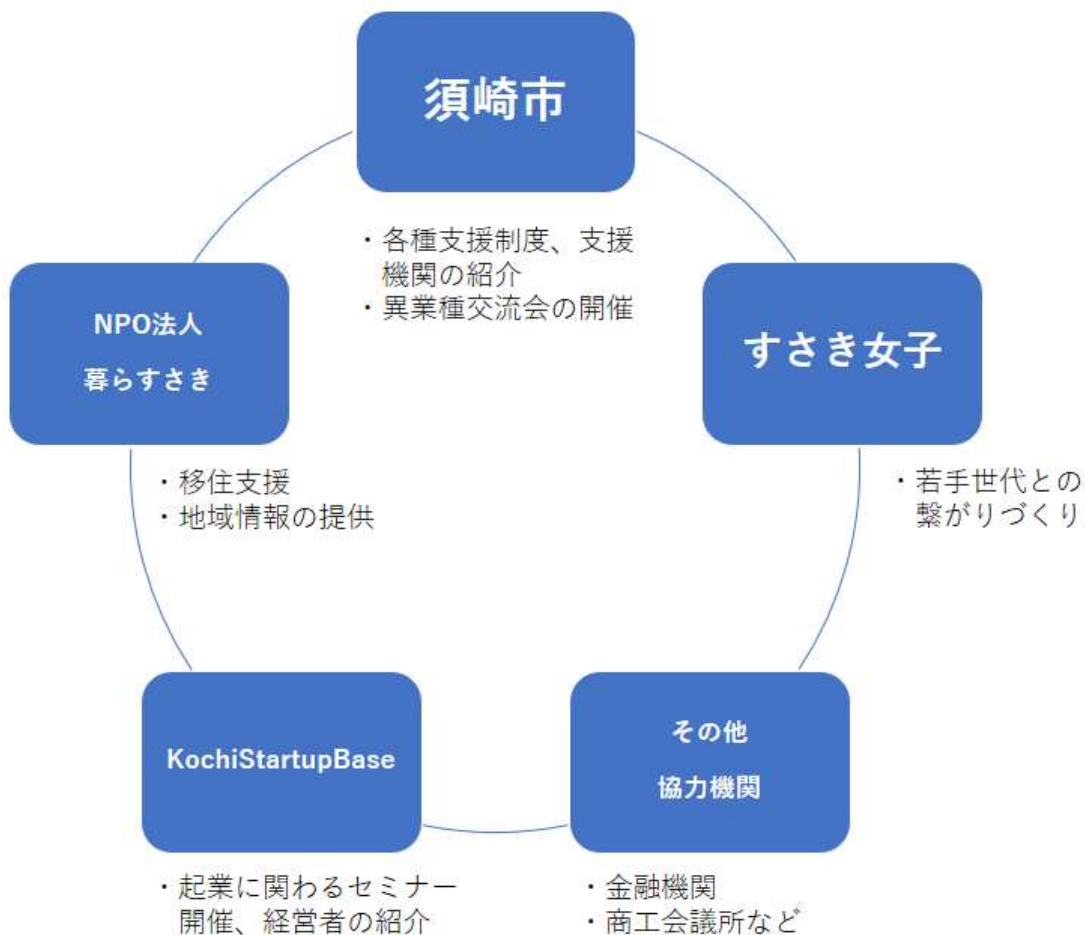 須崎市
・各種支援制度、支援
機関の紹介
・異業種交流会の開催
NPO法人
暮らすさき
・移住支援
・地域情報の提供
すさき女子
・若手世代との
繋がりづくり
KochiStartupBase
・起業に関わるセミナー
開催、経営者の紹介
その他
協力機関
・金融機関
・商工会議所など